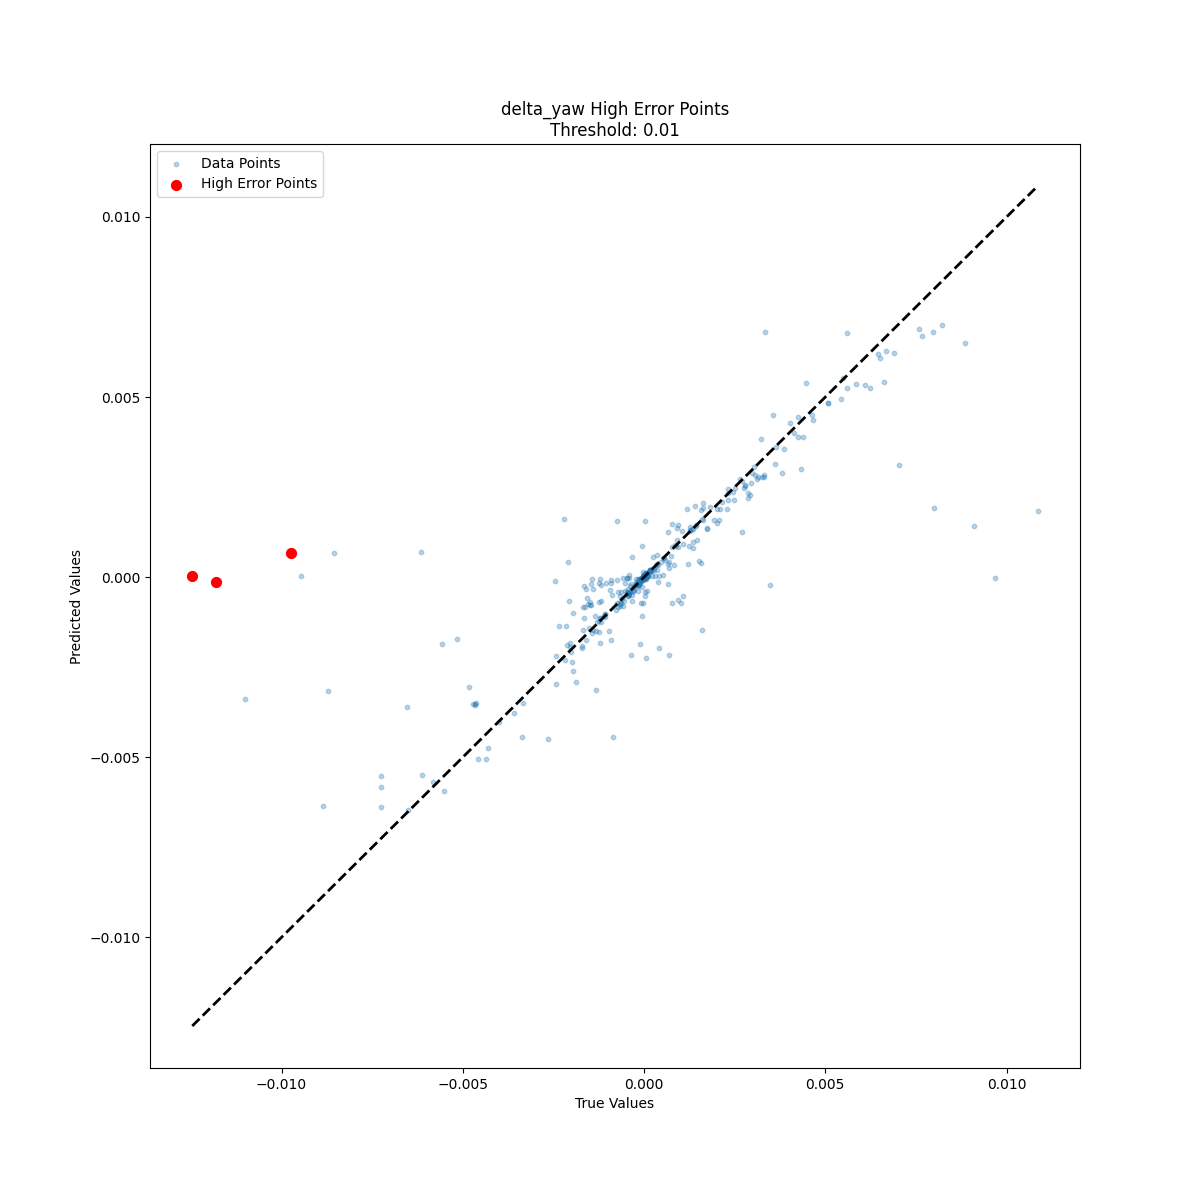 delta_yaw High Error Points
Threshold: 0.01
Data Points
High Error Points
0.010
0.005
0.000
−0.005
−0.010
Predicted Values
−0.010
−0.005
0.000
0.005
0.010
True Values